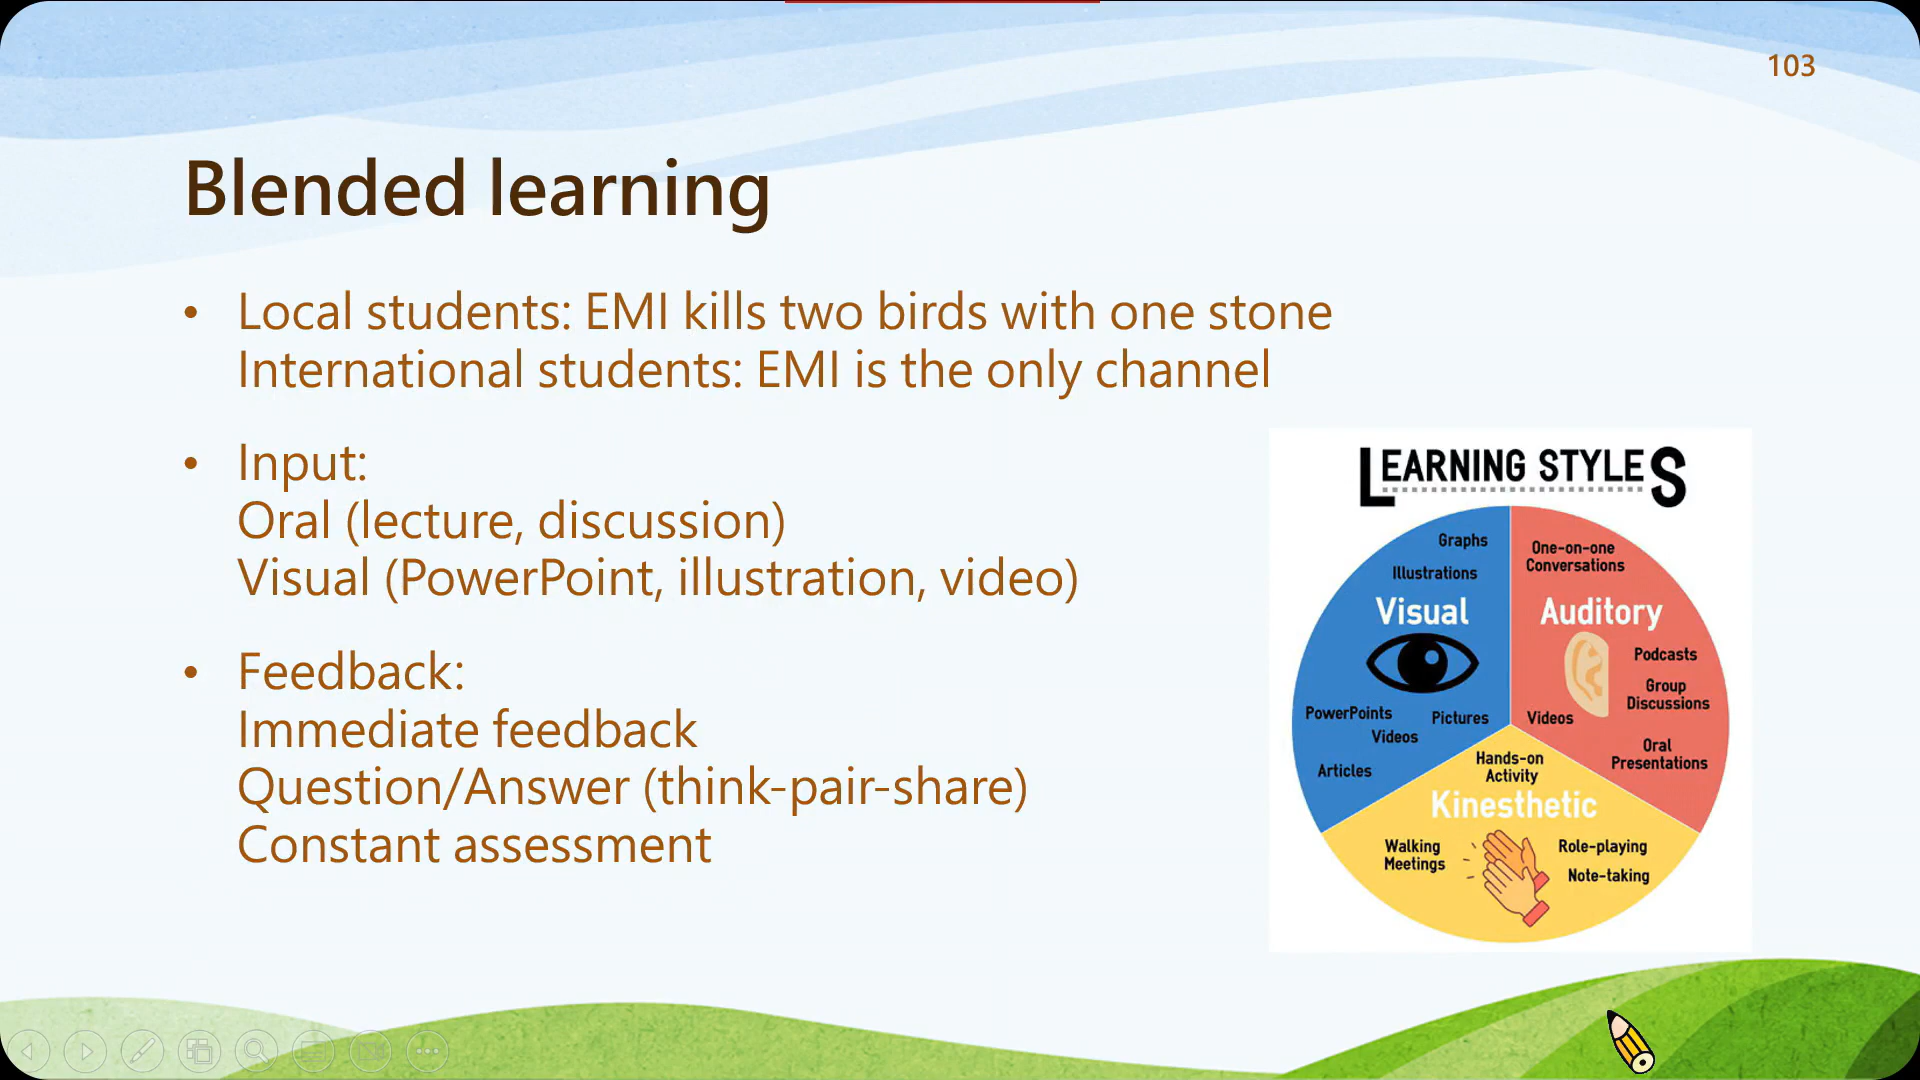 103
Blended learning
• Local students: EMI kills two birds with one stone
International students: EMI is the only channel
• Input:
Oral (lecture, discussion)
Visual (PowerPoint, illustration, video)
• Feedback:
Immediate feedback
Question/Answer (think-pair-share)
Constant assessment
LEARNING STYLES
Graphs
Illustrations
Visual
PowerPoints
Pictures
Videos
Articles
One-on-one
Conversations
Auditory
Podcasts
Group
Discussions
Videos
Oral
Presentations
Hands-on
Activity
Kinesthetic
Walking
Meetings
Role-playing
Note-taking